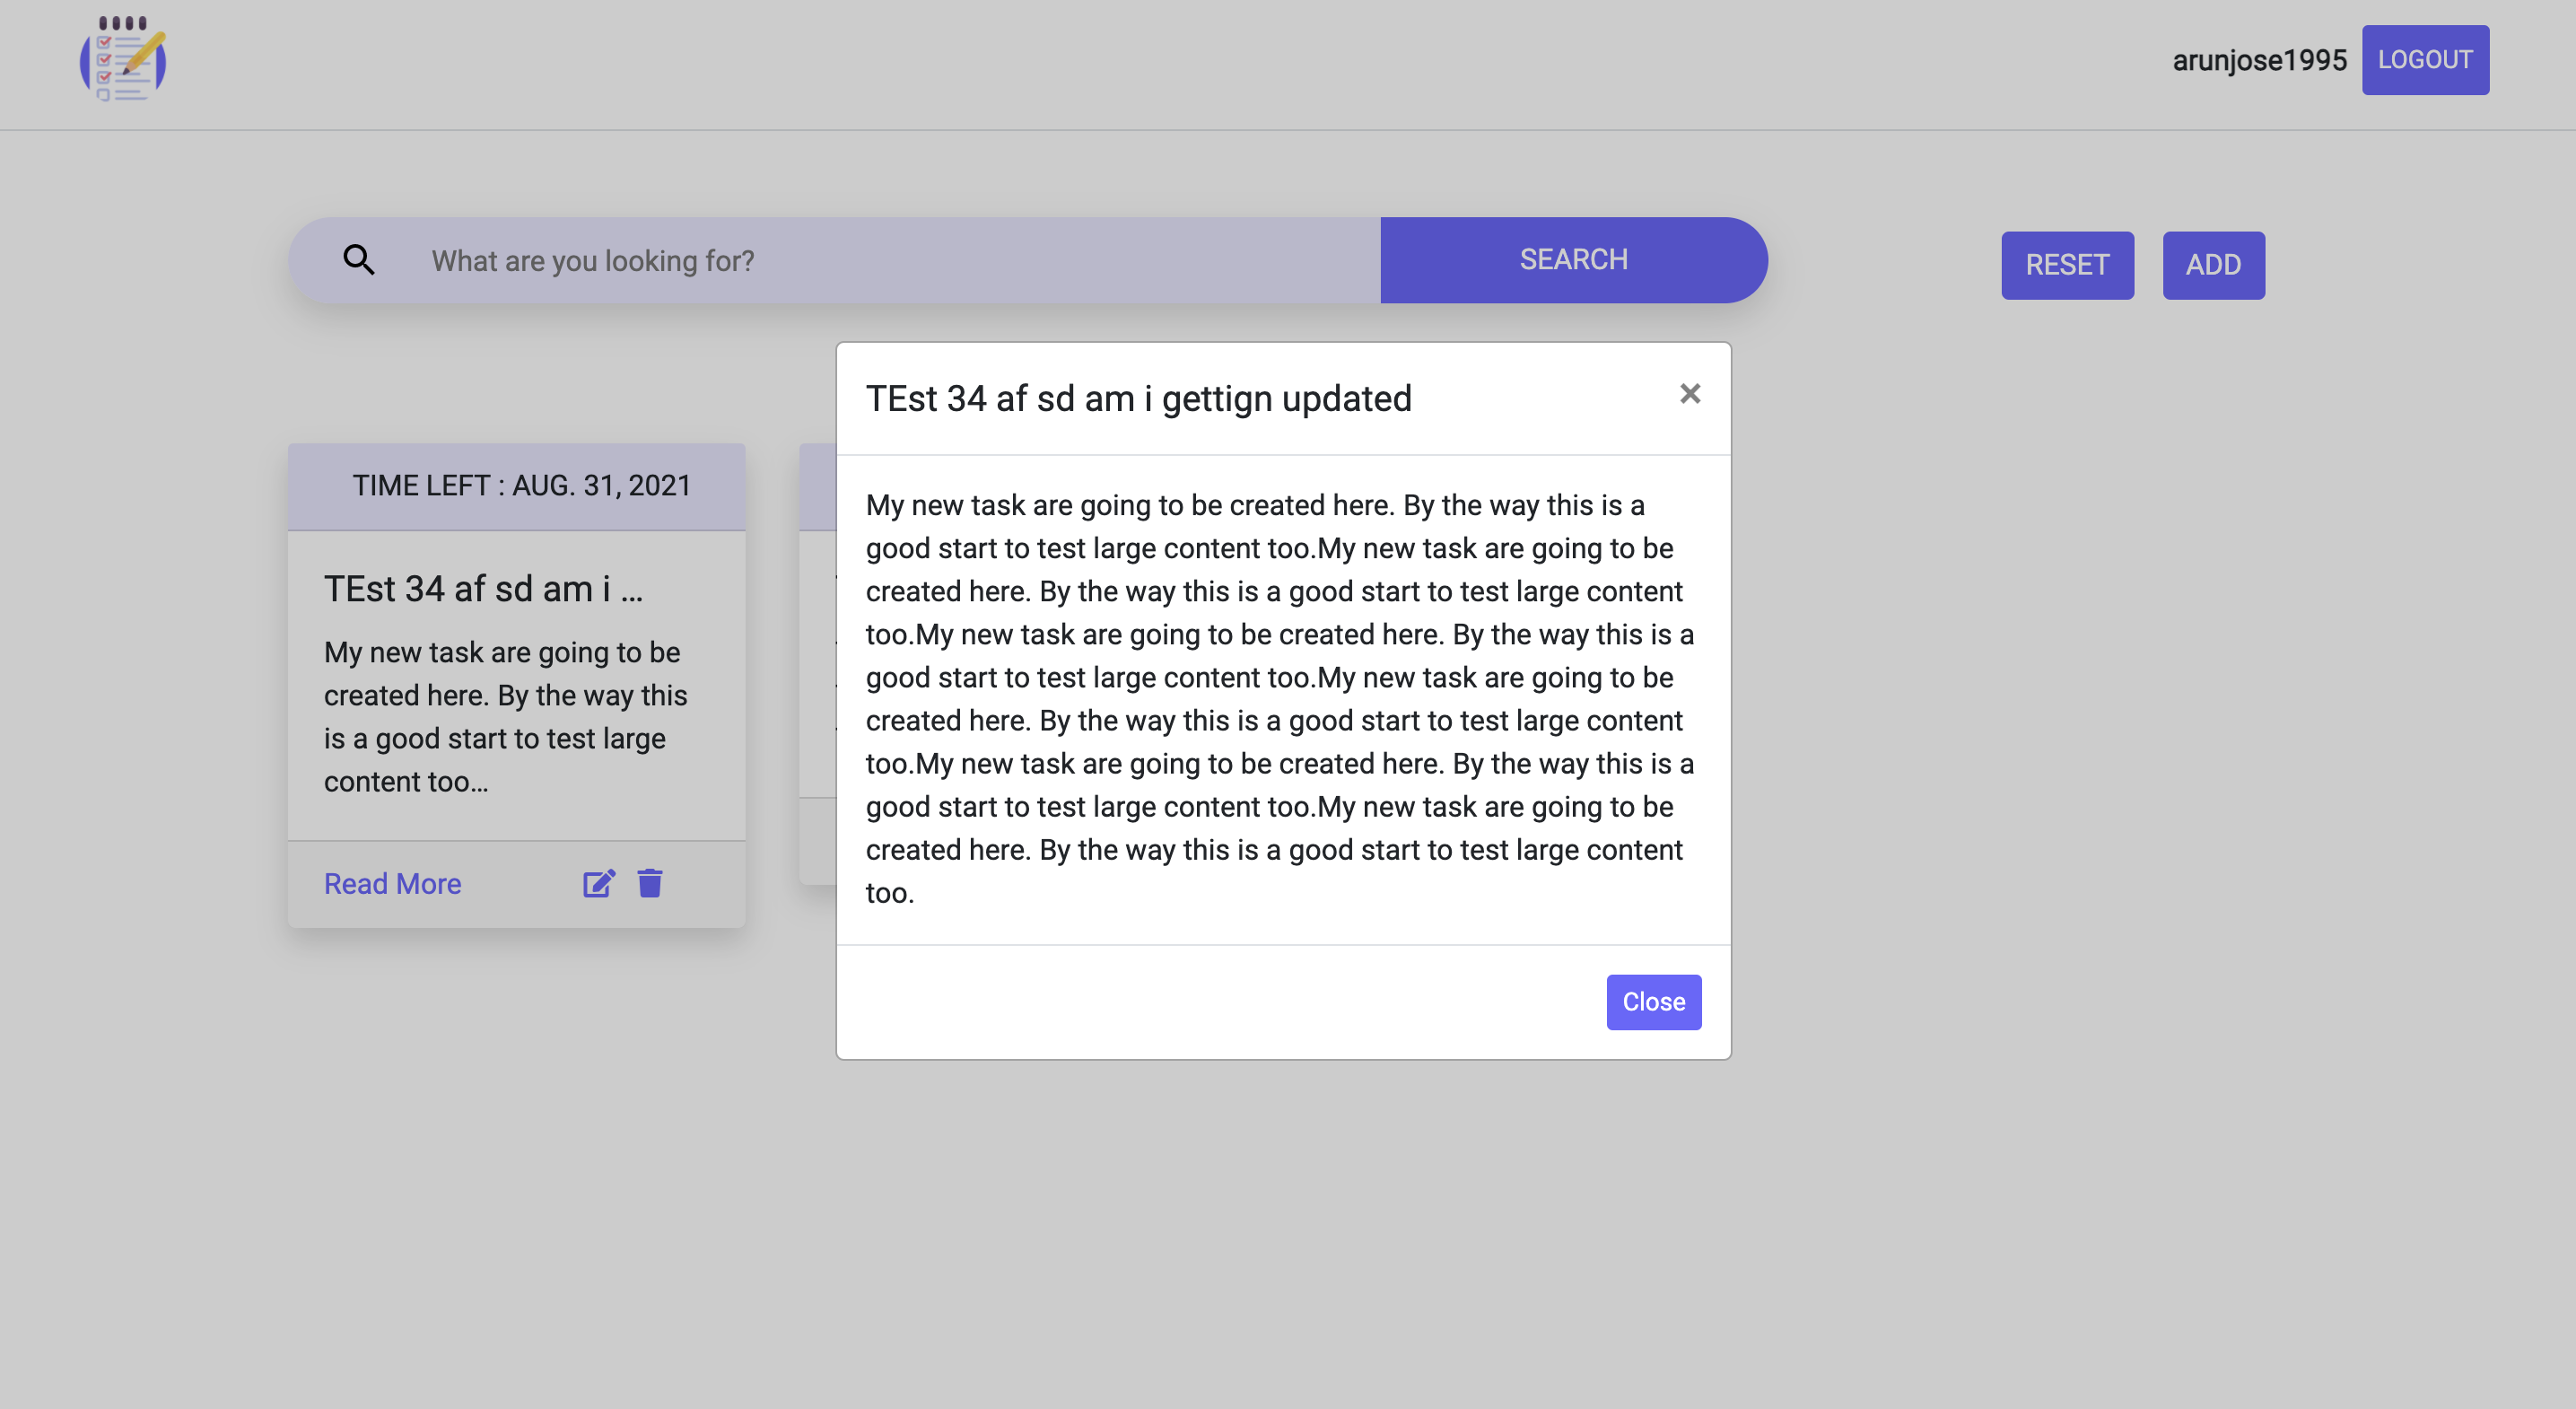 arunjose1995
LOGOUT
What are you looking for?
SEARCH
RESET
ADD
TIME LEFT : AUG. 31, 2021
TEst 34 af sd am i ...
My new task are going to be
created here. By the way this
is a good start to test large
content too...
Read More
TEst 34 af sd am i gettign updated
×
My new task are going to be created here. By the way this is a
good start to test large content too.My new task are going to be
created here. By the way this is a good start to test large content
too.My new task are going to be created here. By the way this is a
good start to test large content too.My new task are going to be
created here. By the way this is a good start to test large content
too.My new task are going to be created here. By the way this is a
good start to test large content too.My new task are going to be
created here. By the way this is a good start to test large content
too.
Close